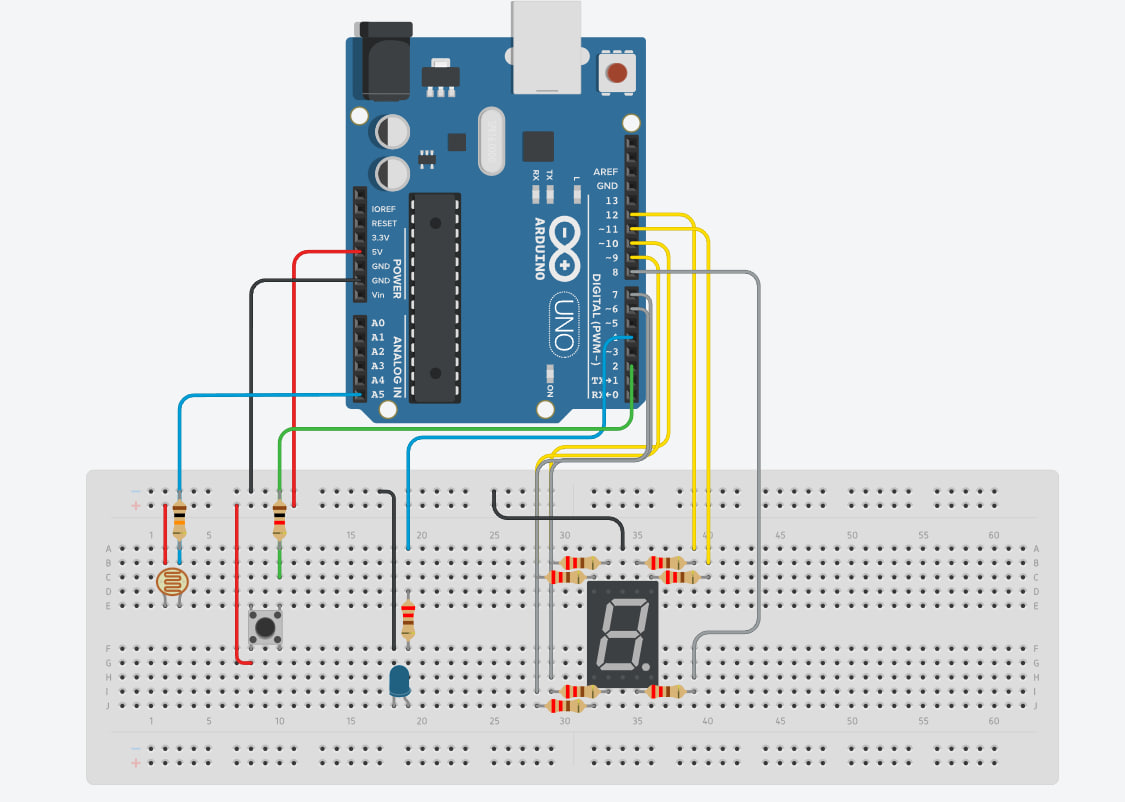 AREF
GND
13
12
~11
~10
~9
8
7
~6
~5
~3
2
TX→1
RX←0
DIGITAL (PWM~)
RX
TX
L
ARDUINO
UNO
ON
IOREF
RESET
3.3V
5V
GND
GND
Vin
POWER
A0
A1
A2
A3
A4
A5
ANALOG IN
− +
1 5 10 15 20 25 30 35 40 45 50 55 60
A A
B B
C C
D D
E E
F F
G G
H H
I I
J J
1 5 10 15 20 25 30 35 40 45 50 55 60
− +